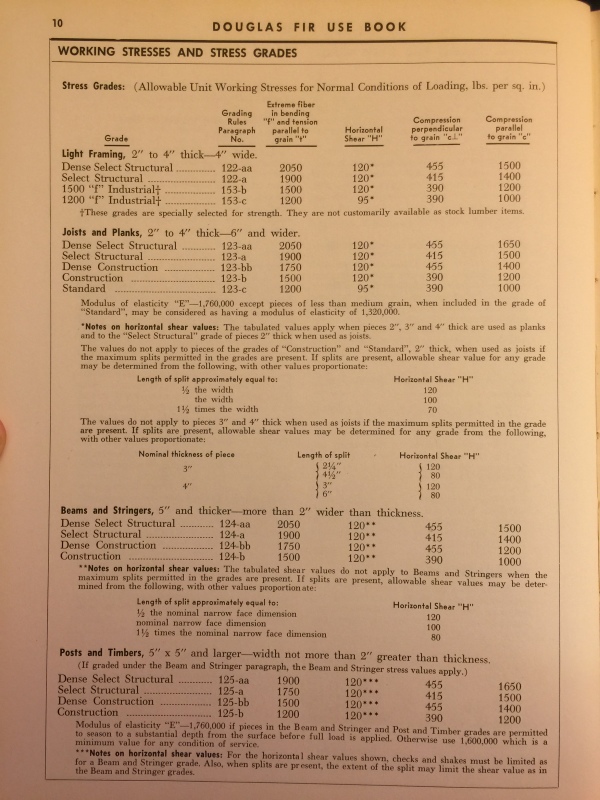 10
DOUGLAS FIR USE BOOK
WORKING STRESSES AND STRESS GRADES
Stress Grades: (Allowable Unit Working Stresses for Normal Conditions of Loading, lbs. per sq. in.)
Grade | Grading Rules Paragraph No. | Extreme fiber in bending "f" and tension parallel to grain "t" | Horizontal Shear "H" | Compression perpendicular to grain "c⊥" | Compression parallel to grain "c"
Light Framing, 2" to 4" thick—4" wide.
Dense Select Structural ............ 122-aa 2050 120* 455 1500
Select Structural ............ 122-a 1900 120* 415 1400
1500 "f" Industrial‡ ............ 153-b 1500 120* 390 1200
1200 "f" Industrial‡ ............ 153-c 1200 95* 390 1000
†These grades are specially selected for strength. They are not customarily available as stock lumber items.
Joists and Planks, 2" to 4" thick—6" and wider.
Dense Select Structural ............ 123-aa 2050 120* 455 1650
Select Structural ............ 123-a 1900 120* 415 1500
Dense Construction ............ 123-bb 1750 120* 455 1400
Construction ............ 123-b 1500 120* 390 1200
Standard ............ 123-c 1200 95* 390 1000
Modulus of elasticity "E"—1,760,000 except pieces of less than medium grain, when included in the grade of
"Standard", may be considered as having a modulus of elasticity of 1,320,000.
*Notes on horizontal shear values: The tabulated values apply when pieces 2", 3" and 4" thick are used as planks
and to the "Select Structural" grade of pieces 2" thick when used as joists.
The values do not apply to pieces of the grades of "Construction" and "Standard", 2" thick, when used as joists if
the maximum splits permitted in the grades are present. If splits are present, allowable shear value for any grade
may be determined from the following, with other values proportionate:
Length of split approximately equal to: Horizontal Shear "H"
½ the width 120
the width 100
1½ times the width 70
The values do not apply to pieces 3" and 4" thick when used as joists if the maximum splits permitted in the grade
are present. If splits are present, allowable shear values may be determined for any grade from the following,
with other values proportionate:
Nominal thickness of piece Length of split Horizontal Shear "H"
3" { 2¼" } { 120
{ 4½" } { 80
4" { 3" } { 120
{ 6" } { 80
Beams and Stringers, 5" and thicker—more than 2" wider than thickness.
Dense Select Structural ............ 124-aa 2050 120** 455 1500
Select Structural ............ 124-a 1900 120** 415 1400
Dense Construction ............ 124-bb 1750 120** 455 1200
Construction ............ 124-b 1500 120** 390 1000
**Notes on horizontal shear values: The tabulated shear values do not apply to Beams and Stringers when the
maximum splits permitted in the grades are present. If splits are present, allowable shear values may be deter-
mined from the following, with other values proportionate:
Length of split approximately equal to: Horizontal Shear "H"
½ the nominal narrow face dimension 120
nominal narrow face dimension 100
1½ times the nominal narrow face dimension 80
Posts and Timbers, 5" x 5" and larger—width not more than 2" greater than thickness.
(If graded under the Beam and Stringer paragraph, the Beam and Stringer stress values apply.)
Dense Select Structural ............ 125-aa 1900 120*** 455 1650
Select Structural ............ 125-a 1750 120*** 415 1500
Dense Construction ............ 125-bb 1500 120*** 455 1400
Construction ............ 125-b 1200 120*** 390 1200
Modulus of elasticity "E"—1,760,000 if pieces in the Beam and Stringer and Post and Timber grades are permitted
to season to a substantial depth from the surface before full load is applied. Otherwise use 1,600,000 which is a
minimum value for any condition of service.
***Notes on horizontal shear values: For the horizontal shear values shown, checks and shakes must be limited as
for a Beam and Stringer grade. Also, when splits are present, the extent of the split may limit the shear value as in
the Beam and Stringer grades.